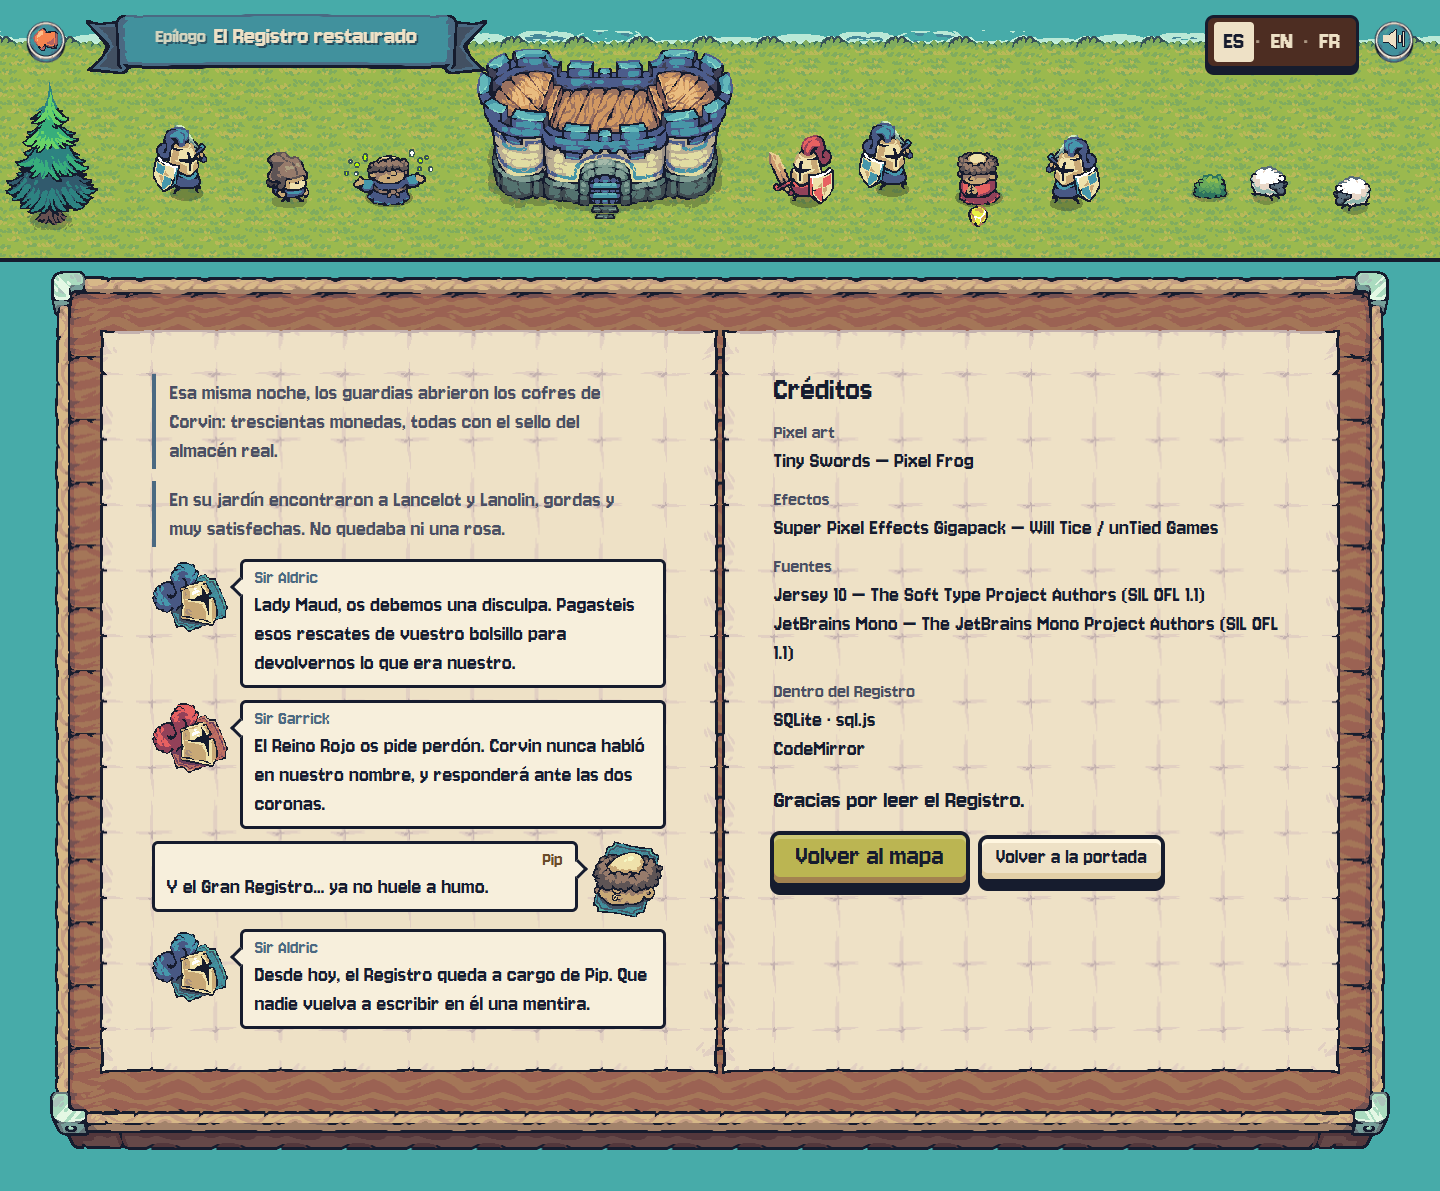 Epílogo El Registro restaurado
ES · EN · FR
Esa misma noche, los guardias abrieron los cofres de
Corvin: trescientas monedas, todas con el sello del
almacén real.
En su jardín encontraron a Lancelot y Lanolin, gordas y
muy satisfechas. No quedaba ni una rosa.
Sir Aldric
Lady Maud, os debemos una disculpa. Pagasteis
esos rescates de vuestro bolsillo para
devolvernos lo que era nuestro.
Sir Garrick
El Reino Rojo os pide perdón. Corvin nunca habló
en nuestro nombre, y responderá ante las dos
coronas.
Pip
Y el Gran Registro... ya no huele a humo.
Sir Aldric
Desde hoy, el Registro queda a cargo de Pip. Que
nadie vuelva a escribir en él una mentira.
Créditos
Pixel art
Tiny Swords — Pixel Frog
Efectos
Super Pixel Effects Gigapack — Will Tice / unTied Games
Fuentes
Jersey 10 — The Soft Type Project Authors (SIL OFL 1.1)
JetBrains Mono — The JetBrains Mono Project Authors (SIL OFL
1.1)
Dentro del Registro
SQLite · sql.js
CodeMirror
Gracias por leer el Registro.
Volver al mapa
Volver a la portada